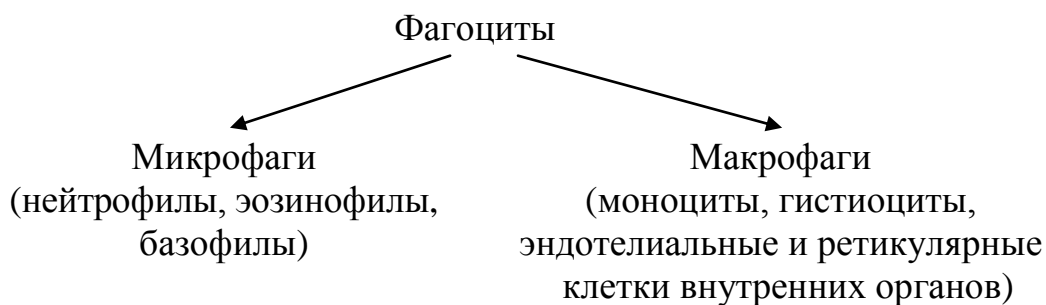 Фагоциты
Микрофаги
(нейтрофилы, эозинофилы,
базофилы)
Макрофаги
(моноциты, гистиоциты,
эндотелиальные и ретикулярные
клетки внутренних органов)